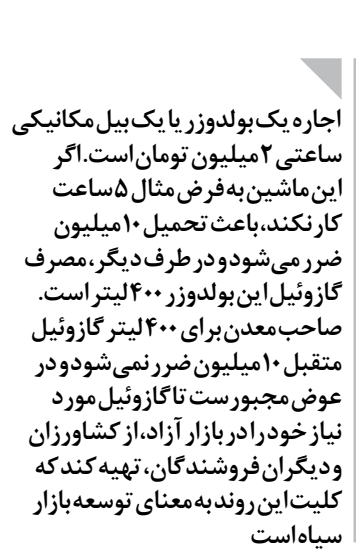 اجاره یک بولدوزر یا یک بیل مکانیکی
ساعتی ۲ میلیون تومان است. اگر
این ماشین به فرض مثال ۵ ساعت
کار نکند، باعث تحمیل ۱۰ میلیون
ضرر می‌شود و در طرف دیگر، مصرف
گازوئیل این بولدوزر ۴۰۰ لیتر است.
صاحب معدن برای ۴۰۰ لیتر گازوئیل
متقبل ۱۰ میلیون ضرر نمی‌شود و در
عوض مجبورست تا گازوئیل مورد
نیاز خود را در بازار آزاد، از کشاورزان
و دیگران فروشندگان، تهیه کند که
کلیت این روند به معنای توسعه بازار
سیاه است